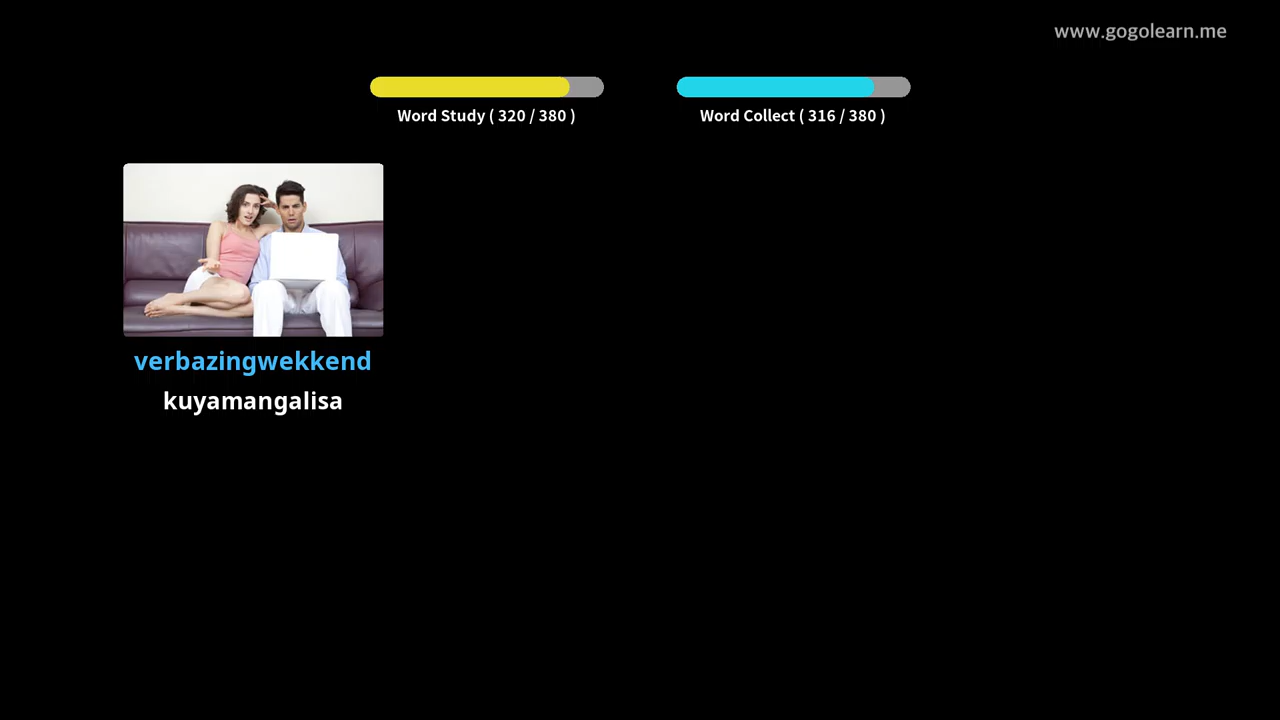 www.gogolearn.me
Word Study ( 320 / 380 )
Word Collect ( 316 / 380 )
verbazingwekkend
kuyamangalisa